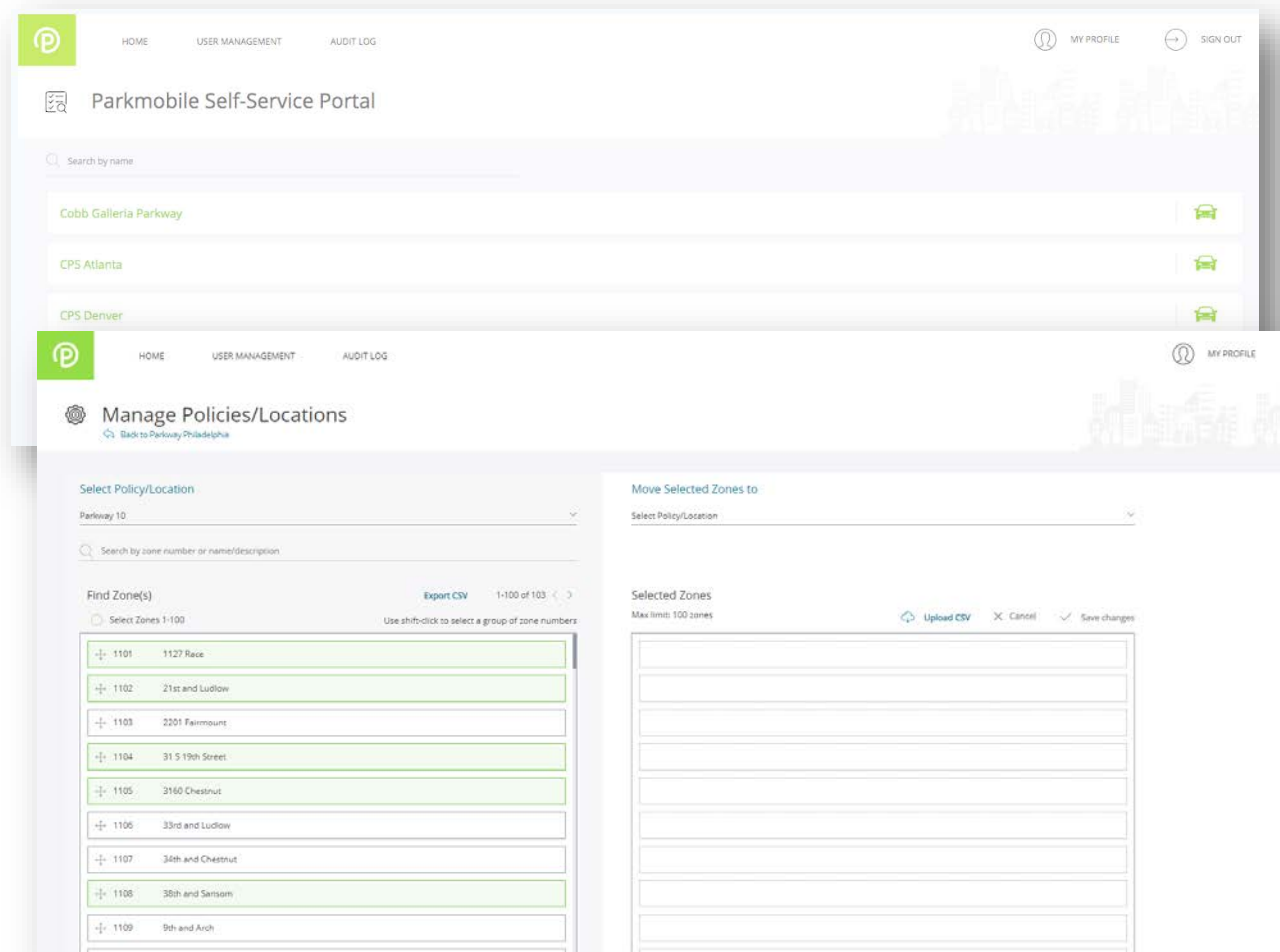 HOME USER MANAGEMENT AUDIT LOG MY PROFILE SIGN OUT
Parkmobile Self-Service Portal
Search by name
Cobb Galleria Parkway
CPS Atlanta
CPS Denver
HOME USER MANAGEMENT AUDIT LOG MY PROFILE
Manage Policies/Locations
Back to Parkway Philadelphia
Select Policy/Location Move Selected Zones to
Parkway 10 Select Policy/Location
Search by zone number or name/description
Find Zone(s) Export CSV 1-100 of 103 Selected Zones
Select Zones 1-100 Use shift-click to select a group of zone numbers Max limit: 100 zones Upload CSV Cancel Save changes
1101 1127 Race
1102 21st and Ludlow
1103 2201 Fairmount
1104 31 S 19th Street
1105 3160 Chestnut
1106 33rd and Ludlow
1107 34th and Chestnut
1108 38th and Sansom
1109 9th and Arch